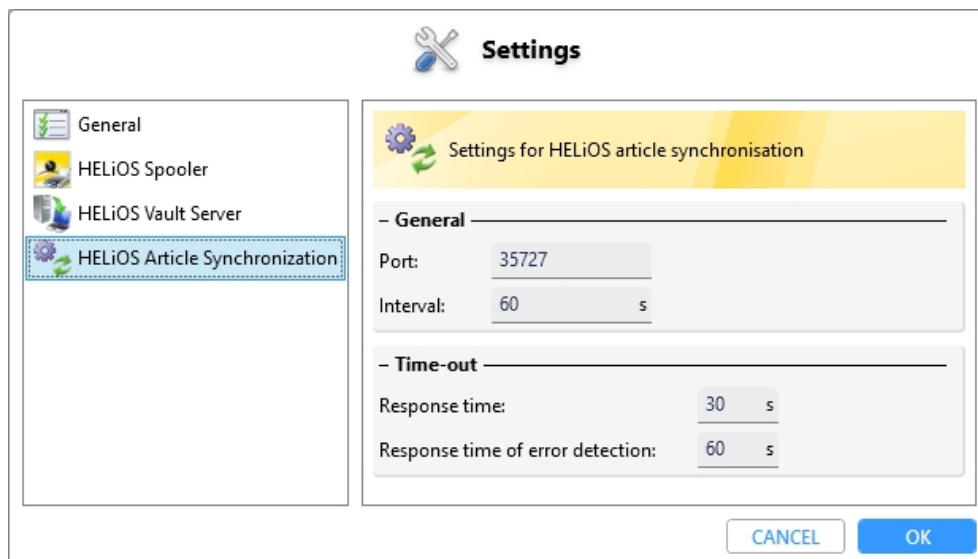 Settings
General
HELiOS Spooler
HELiOS Vault Server
HELiOS Article Synchronization
Settings for HELiOS article synchronisation
– General
Port: 35727
Interval: 60 s
– Time-out
Response time: 30 s
Response time of error detection: 60 s
CANCEL OK